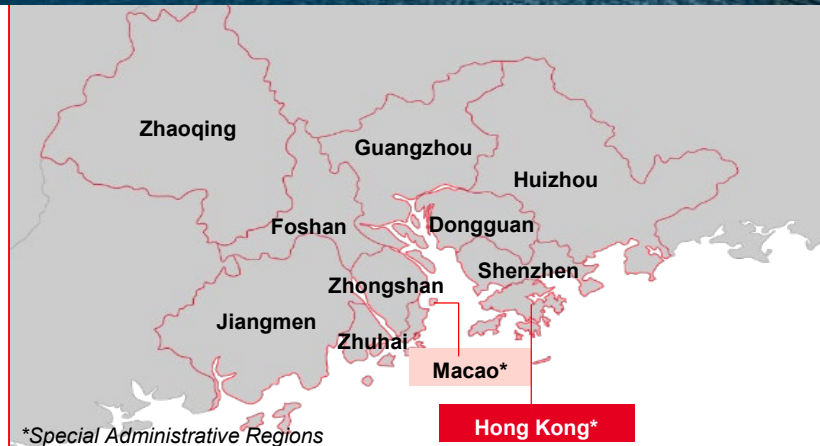 Zhaoqing
Guangzhou
Huizhou
Foshan
Dongguan
Shenzhen
Zhongshan
Jiangmen
Zhuhai
Macao*
Hong Kong*
*Special Administrative Regions